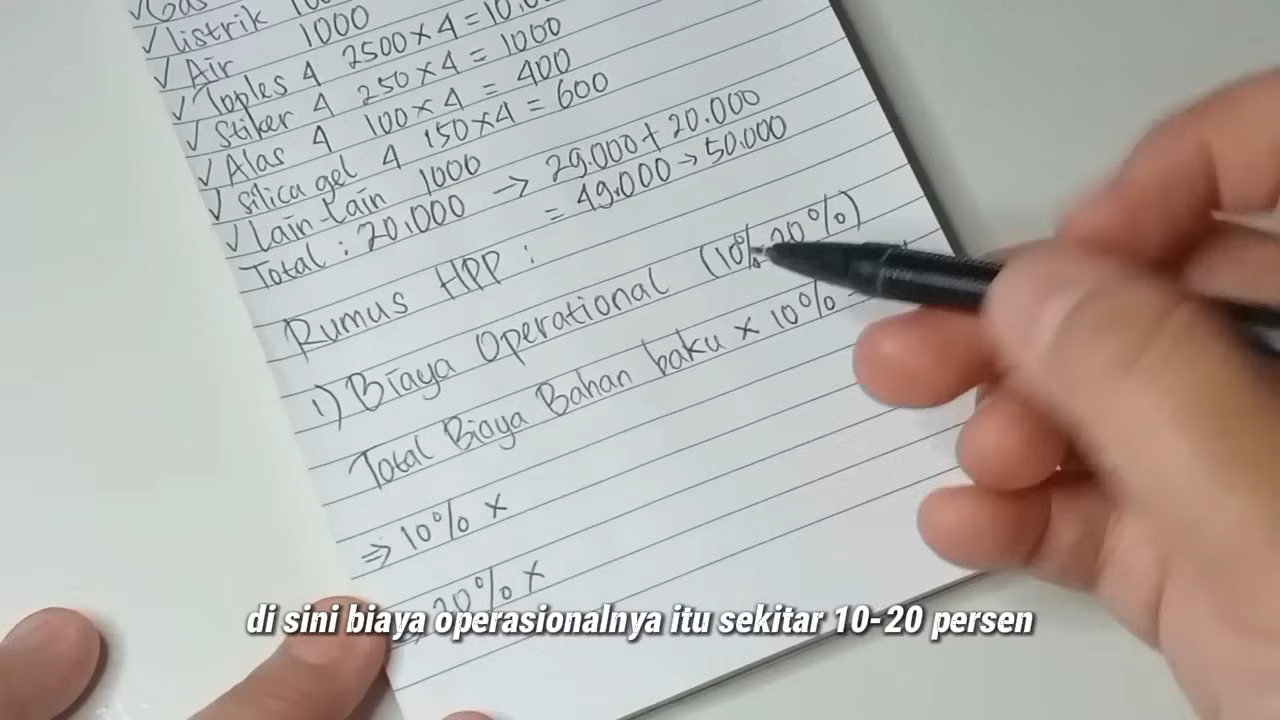 ✓Gas
✓listrik
✓Air 1000
✓Toples 4 2500×4 =
✓Stiker 4 250×4 = 1000
✓Alas 4 100×4 = 400
✓silica gel 4 150×4 = 600
✓lain lain 1000
Total : 20.000 → 29.000 + 20.000
= 49.000 → 50.000
Rumus HPP :
1) Biaya Operational (10% 20%)
Total Biaya Bahan baku × 10%
⇒ 10% ×
20% ×
di sini biaya operasionalnya itu sekitar 10-20 persen